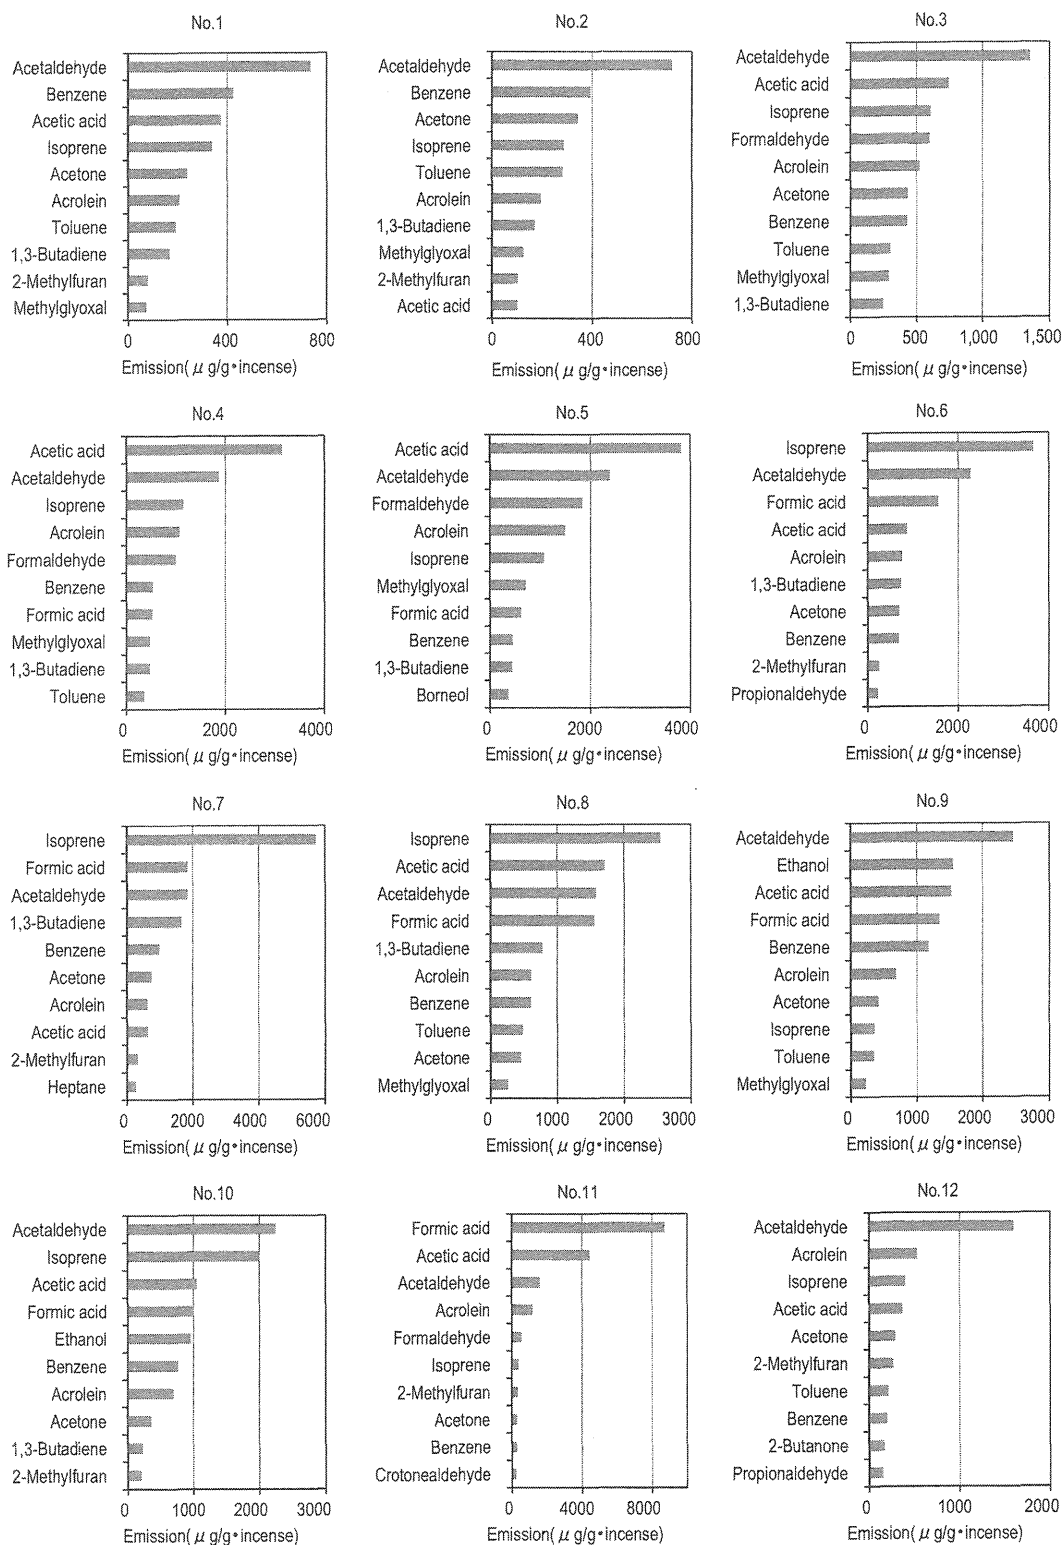 No.1
Acetaldehyde
Benzene
Acetic acid
Isoprene
Acetone
Acrolein
Toluene
1,3-Butadiene
2-Methylfuran
Methylglyoxal
0 400 800
Emission( μ g/g•incense)
No.2
Acetaldehyde
Benzene
Acetone
Isoprene
Toluene
Acrolein
1,3-Butadiene
Methylglyoxal
2-Methylfuran
Acetic acid
0 400 800
Emission( μ g/g•incense)
No.3
Acetaldehyde
Acetic acid
Isoprene
Formaldehyde
Acrolein
Acetone
Benzene
Toluene
Methylglyoxal
1,3-Butadiene
0 500 1,000 1,500
Emission( μ g/g•incense)
No.4
Acetic acid
Acetaldehyde
Isoprene
Acrolein
Formaldehyde
Benzene
Formic acid
Methylglyoxal
1,3-Butadiene
Toluene
0 2000 4000
Emission( μ g/g•incense)
No.5
Acetic acid
Acetaldehyde
Formaldehyde
Acrolein
Isoprene
Methylglyoxal
Formic acid
Benzene
1,3-Butadiene
Borneol
0 2000 4000
Emission( μ g/g•incense)
No.6
Isoprene
Acetaldehyde
Formic acid
Acetic acid
Acrolein
1,3-Butadiene
Acetone
Benzene
2-Methylfuran
Propionaldehyde
0 2000 4000
Emission( μ g/g•incense)
No.7
Isoprene
Formic acid
Acetaldehyde
1,3-Butadiene
Benzene
Acetone
Acrolein
Acetic acid
2-Methylfuran
Heptane
0 2000 4000 6000
Emission( μ g/g•incense)
No.8
Isoprene
Acetic acid
Acetaldehyde
Formic acid
1,3-Butadiene
Acrolein
Benzene
Toluene
Acetone
Methylglyoxal
0 1000 2000 3000
Emission( μ g/g•incense)
No.9
Acetaldehyde
Ethanol
Acetic acid
Formic acid
Benzene
Acrolein
Acetone
Isoprene
Toluene
Methylglyoxal
0 1000 2000 3000
Emission( μ g/g•incense)
No.10
Acetaldehyde
Isoprene
Acetic acid
Formic acid
Ethanol
Benzene
Acrolein
Acetone
1,3-Butadiene
2-Methylfuran
0 1000 2000 3000
Emission( μ g/g•incense)
No.11
Formic acid
Acetic acid
Acetaldehyde
Acrolein
Formaldehyde
Isoprene
2-Methylfuran
Acetone
Benzene
Crotonealdehyde
0 4000 8000
Emission( μ g/g•incense)
No.12
Acetaldehyde
Acrolein
Isoprene
Acetic acid
Acetone
2-Methylfuran
Toluene
Benzene
2-Butanone
Propionaldehyde
0 1000 2000
Emission( μ g/g•incense)